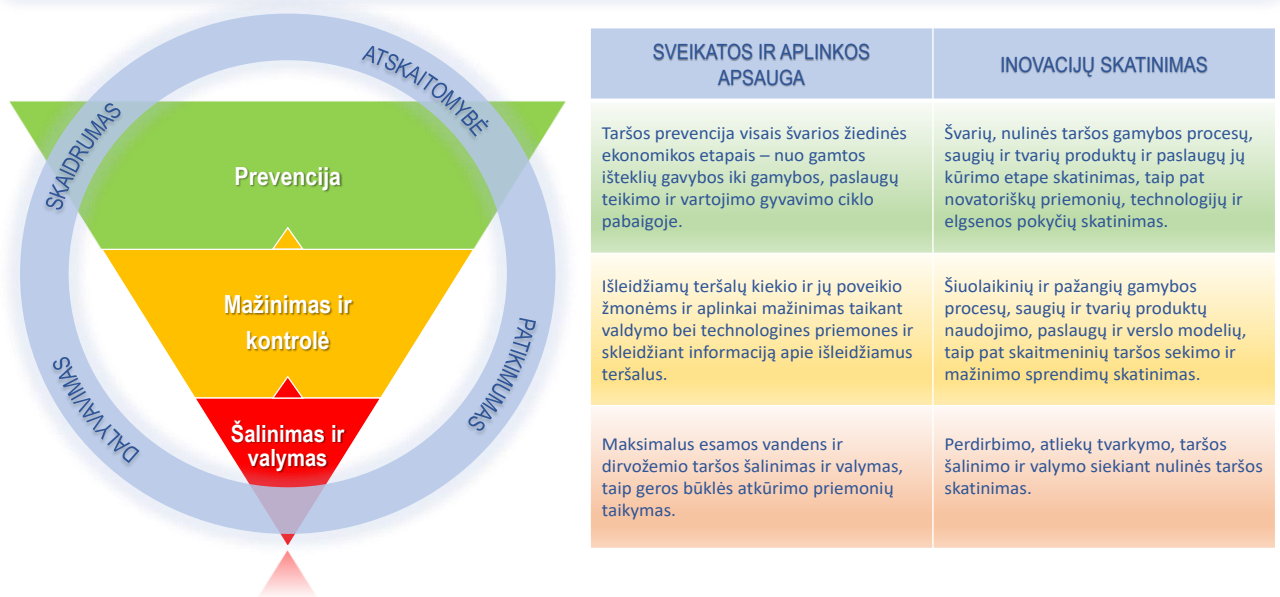 ATSKAITOMYBĖ
SKAIDRUMAS
PATIKIMUMAS
DALYVAVIMAS
Prevencija
Mažinimas ir
kontrolė
Šalinimas ir
valymas
SVEIKATOS IR APLINKOS
APSAUGA
INOVACIJŲ SKATINIMAS
Taršos prevencija visais švarios žiedinės
ekonomikos etapais – nuo gamtos
išteklių gavybos iki gamybos, paslaugų
teikimo ir vartojimo gyvavimo ciklo
pabaigoje.
Švarių, nulinės taršos gamybos procesų,
saugių ir tvarių produktų ir paslaugų jų
kūrimo etape skatinimas, taip pat
novatoriškų priemonių, technologijų ir
elgsenos pokyčių skatinimas.
Išleidžiamų teršalų kiekio ir jų poveikio
žmonėms ir aplinkai mažinimas taikant
valdymo bei technologines priemones ir
skleidžiant informaciją apie išleidžiamus
teršalus.
Šiuolaikinių ir pažangių gamybos
procesų, saugių ir tvarių produktų
naudojimo, paslaugų ir verslo modelių,
taip pat skaitmeninių taršos sekimo ir
mažinimo sprendimų skatinimas.
Maksimalus esamos vandens ir
dirvožemio taršos šalinimas ir valymas,
taip geros būklės atkūrimo priemonių
taikymas.
Perdirbimo, atliekų tvarkymo, taršos
šalinimo ir valymo siekiant nulinės taršos
skatinimas.